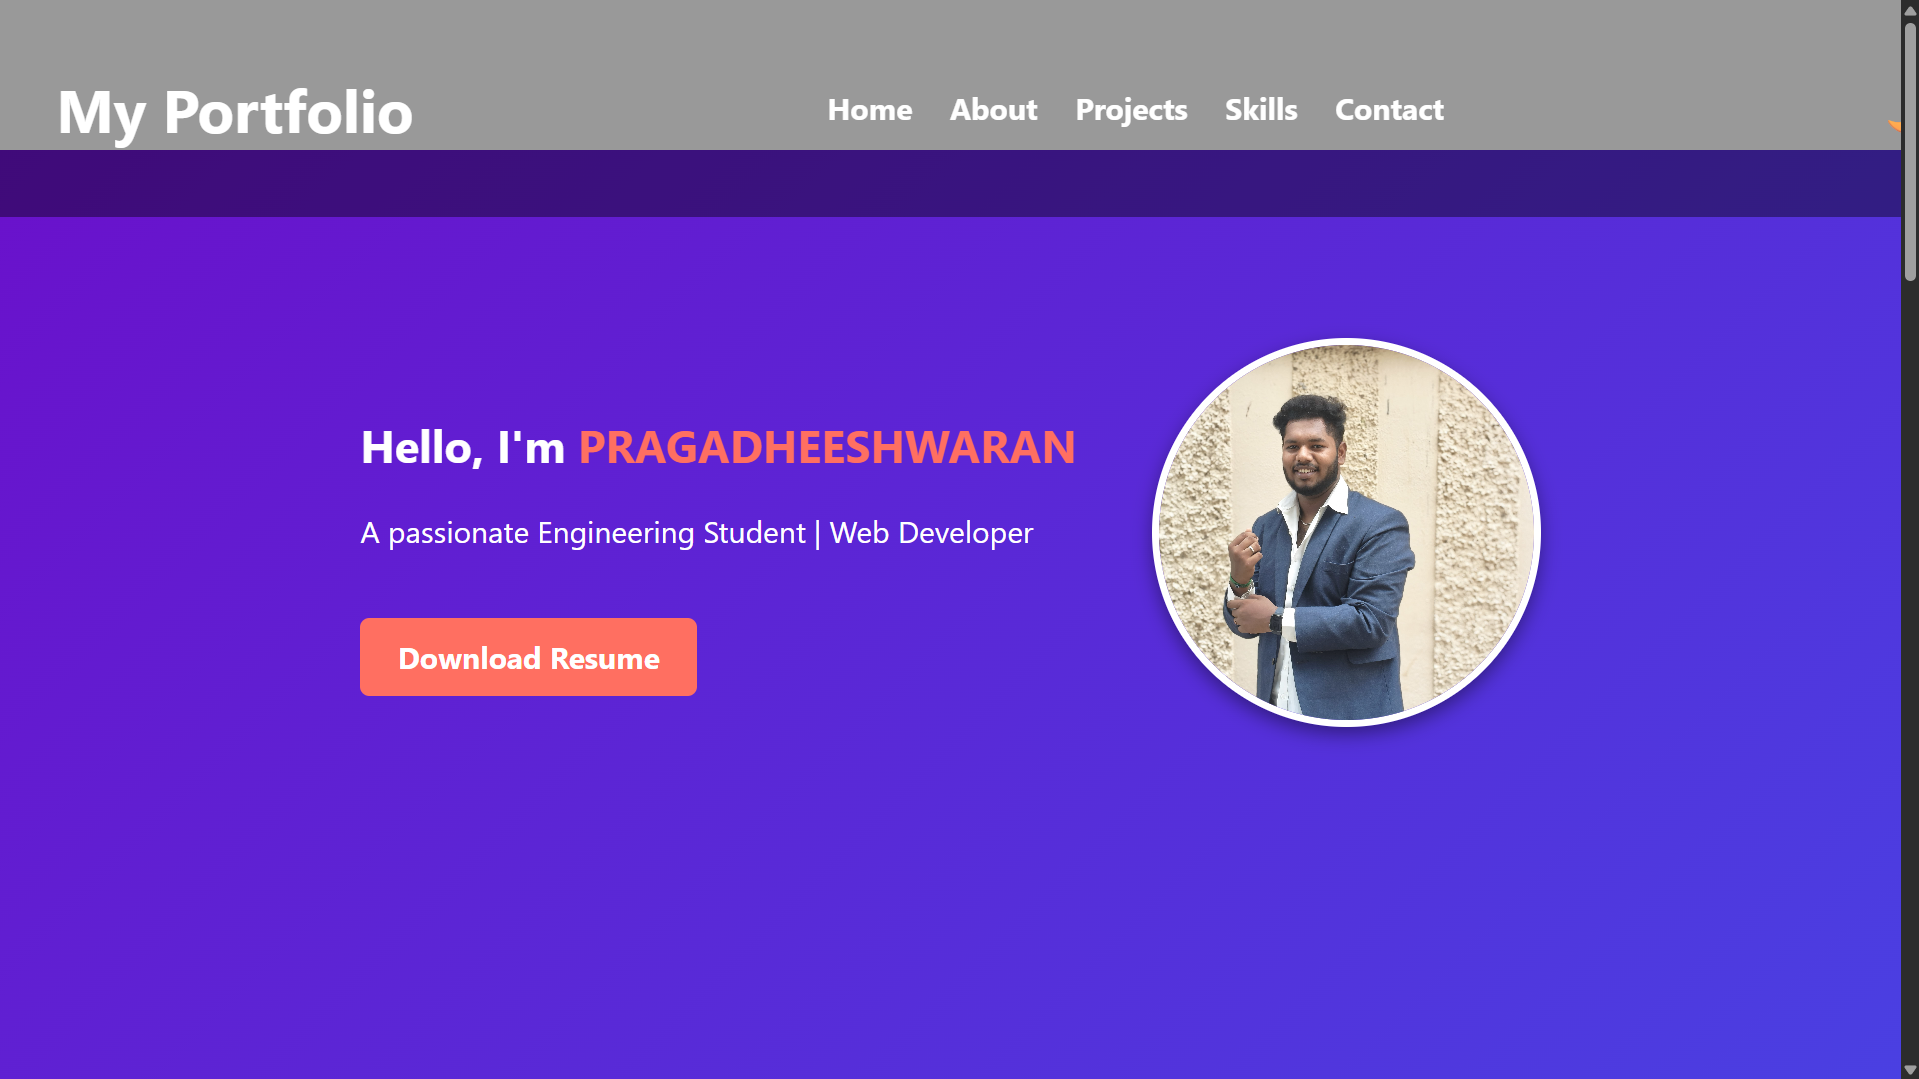 My Portfolio
Home About Projects Skills Contact
Hello, I'm PRAGADHEESHWARAN
A passionate Engineering Student | Web Developer
Download Resume